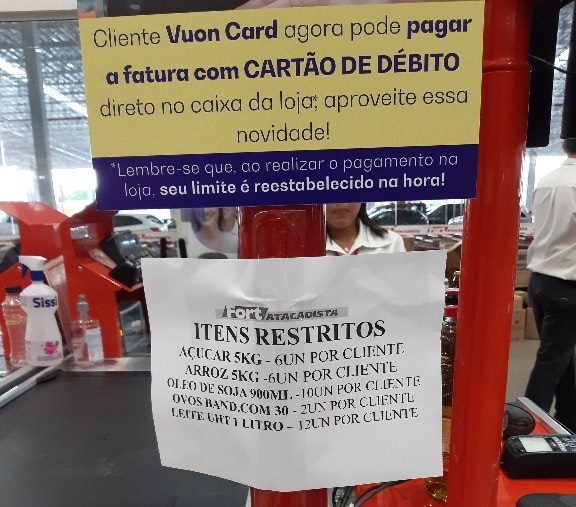 Cliente Vuon Card agora pode pagar
a fatura com CARTÃO DE DÉBITO
direto no caixa da loja*, aproveite essa
novidade!
*Lembre-se que, ao realizar o pagamento na
loja, seu limite é reestabelecido na hora!
Sissi
Fort ATACADISTA
ITENS RESTRITOS
AÇUCAR 5KG - 6UN POR CLIENTE
ARROZ 5KG -6UN POR CLIENTE
OLEO DE SOJA 900ML -10UN POR CLIENTE
OVOS BAND.COM 30 - 2UN POR CLIENTE
LEITE UHT 1 LITRO – 12UN POR CLIENTE